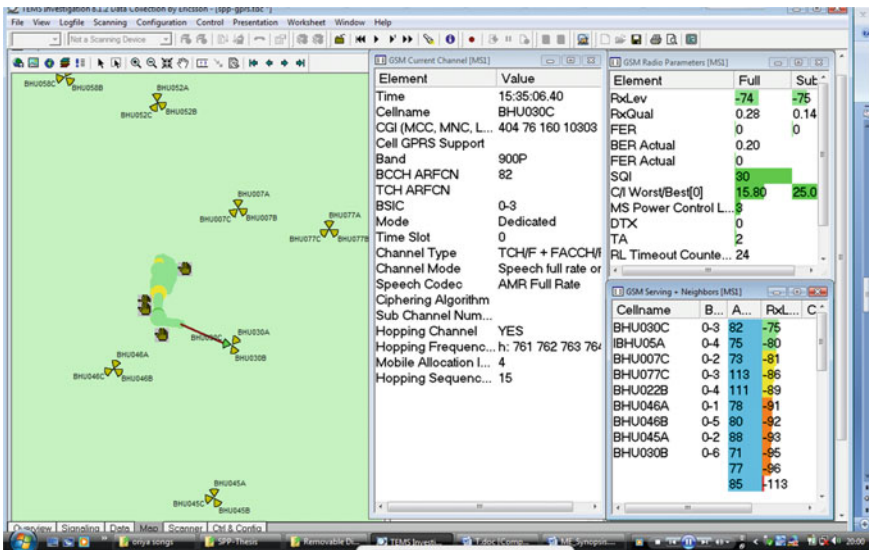 TEMS Investigation 8.1.2 Data Collection by Ericsson - [spp-gprs.tac *]
File View Logfile Scanning Configuration Control Presentation Worksheet Window Help
Not a Scanning Device
BHU058C BHU058B
BHU052A
BHU052C BHU052B
BHU007A
BHU007C BHU007B
BHU077A
BHU077C BHU077B
BHU030A
BHU030B
BHU046A
BHU046C BHU046B
BHU045A
BHU045C
BHU045B
Overview Signaling Data Map Scanner Ctrl & Config
GSM Current Channel [MS1]
Element Value
Time 15:35:06.40
Cellname BHU030C
CGI (MCC, MNC, L... 404 76 160 10303
Cell GPRS Support
Band 900P
BCCH ARFCN 82
TCH ARFCN
BSIC 0-3
Mode Dedicated
Time Slot 0
Channel Type TCH/F + FACCH/F
Channel Mode Speech full rate or
Speech Codec AMR Full Rate
Ciphering Algorithm
Sub Channel Num...
Hopping Channel YES
Hopping Frequenc... h: 761 762 763 764
Mobile Allocation I... 4
Hopping Sequenc... 15
GSM Radio Parameters [MS1]
Element Full Sub
RxLev -74 -75
RxQual 0.28 0.14
FER 0 0
BER Actual 0.20
FER Actual 0
SQI 30
C/I Worst/Best[0] 15.80 25.0
MS Power Control L... 3
DTX 0
TA 2
RL Timeout Counte... 24
GSM Serving + Neighbors [MS1]
Cellname B... A... RxL... C
BHU030C 0-3 82 -75
IBHU05A 0-4 75 -80
BHU007C 0-2 73 -81
BHU077C 0-3 113 -86
BHU022B 0-4 111 -89
BHU046A 0-1 78 -91
BHU046B 0-5 80 -92
BHU045A 0-2 88 -93
BHU030B 0-6 71 -95
77 -96
85 -113
oriya songs SPP-Thesis Removable Di... TEMS Investi... T.doc [Comp... ME_Synopsis... 20:00